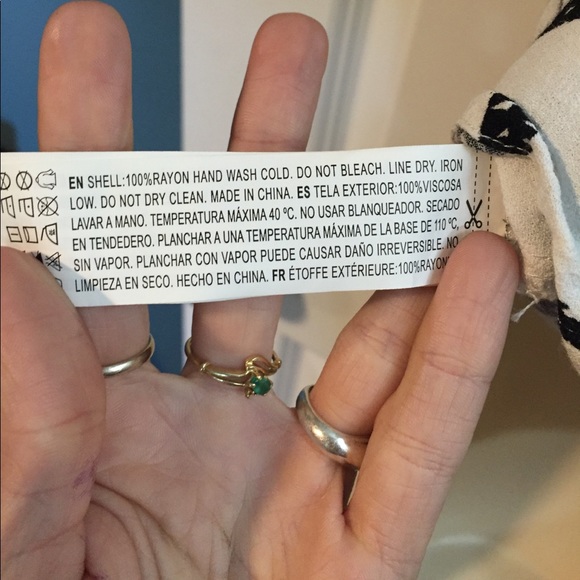 EN SHELL:100%RAYON HAND WASH COLD. DO NOT BLEACH. LINE DRY. IRON
LOW. DO NOT DRY CLEAN. MADE IN CHINA. ES TELA EXTERIOR:100%VISCOSA
LAVAR A MANO. TEMPERATURA MÁXIMA 40 ºC. NO USAR BLANQUEADOR. SECADO
EN TENDEDERO. PLANCHAR A UNA TEMPERATURA MÁXIMA DE LA BASE DE 110 ºC,
SIN VAPOR. PLANCHAR CON VAPOR PUEDE CAUSAR DAÑO IRREVERSIBLE. NO
LIMPIEZA EN SECO. HECHO EN CHINA. FR ÉTOFFE EXTÉRIEURE:100%RAYON